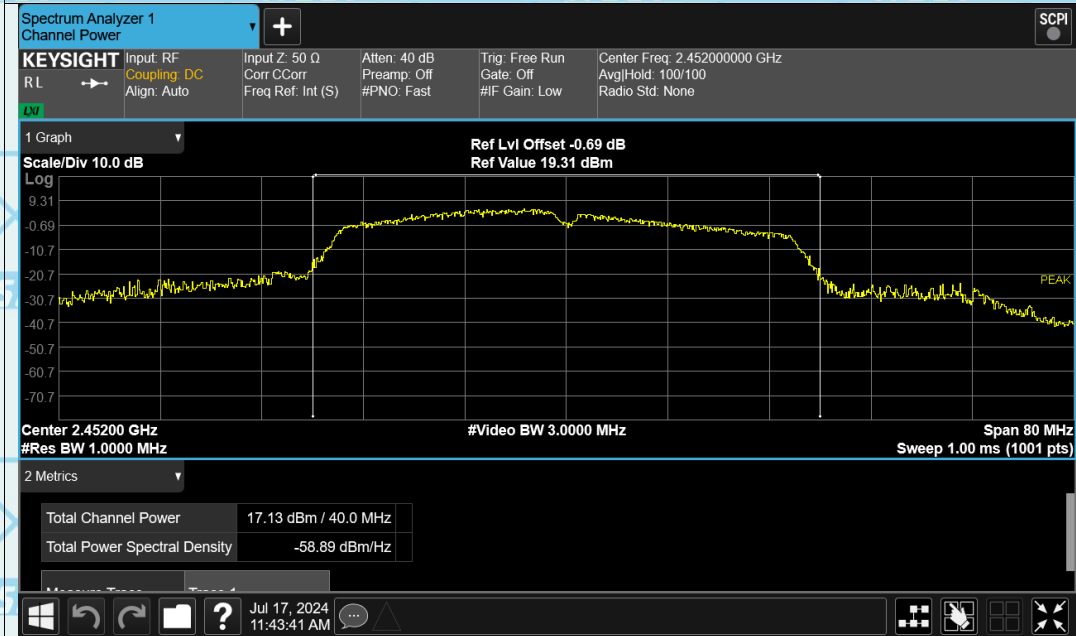 Spectrum Analyzer 1
Channel Power
+
SCPI
KEYSIGHT
R L
LXI
Input: RF
Coupling: DC
Align: Auto
Input Z: 50 Ω
Corr CCorr
Freq Ref: Int (S)
Atten: 40 dB
Preamp: Off
#PNO: Fast
Trig: Free Run
Gate: Off
#IF Gain: Low
Center Freq: 2.452000000 GHz
Avg|Hold: 100/100
Radio Std: None
1 Graph
Scale/Div 10.0 dB
Ref Lvl Offset -0.69 dB
Ref Value 19.31 dBm
Log
9.31
-0.69
-10.7
-20.7
-30.7
-40.7
-50.7
-60.7
-70.7
PEAK
Center 2.45200 GHz
#Video BW 3.0000 MHz
Span 80 MHz
#Res BW 1.0000 MHz
Sweep 1.00 ms (1001 pts)
2 Metrics
Total Channel Power 17.13 dBm / 40.0 MHz
Total Power Spectral Density -58.89 dBm/Hz
Measure Trace Trace 1
?
Jul 17, 2024
11:43:41 AM